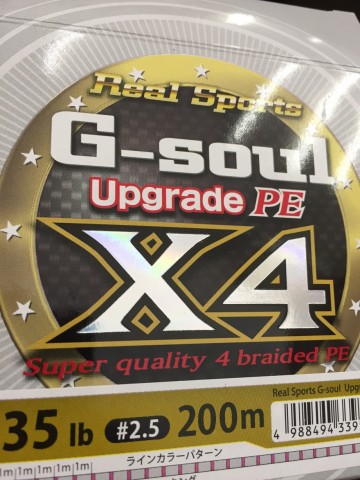 Real Sports
G-soul
Upgrade PE
X4
Super quality 4 braided PE
Real Sports G-soul Upg
35 lb #2.5 200m
4 988494 339
ラインカラーパターン
1m 1m 1m 1m 1m